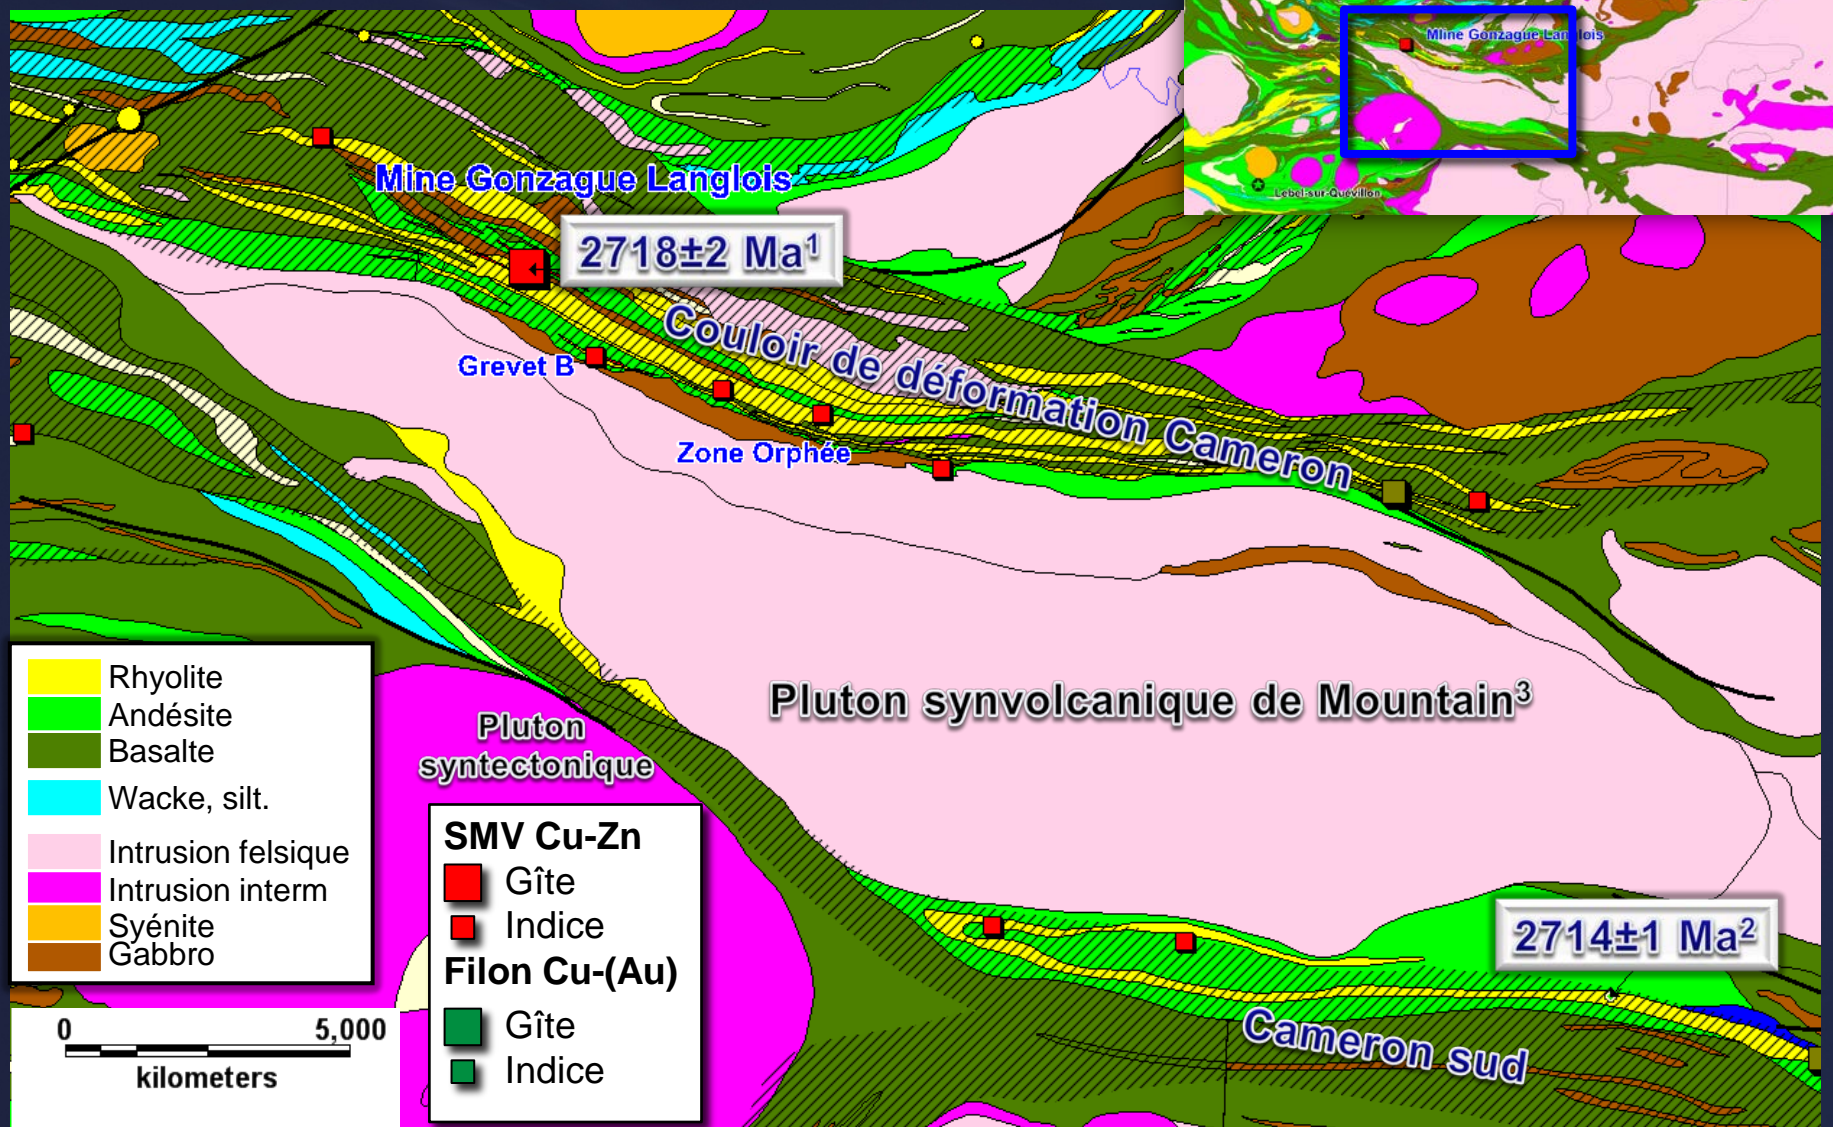 Mline Gonzague Langlois
Lebel-sur-Quévillon
Mine Gonzague Langlois
2718±2 Ma¹
Couloir de déformation Cameron
Grevet B
Zone Orphée
Pluton synvolcanique de Mountain³
Pluton
syntectonique
2714±1 Ma²
Cameron sud
Rhyolite
Andésite
Basalte
Wacke, silt.
Intrusion felsique
Intrusion interm
Syénite
Gabbro
SMV Cu-Zn
Gîte
Indice
Filon Cu-(Au)
Gîte
Indice
0 5,000
kilometers